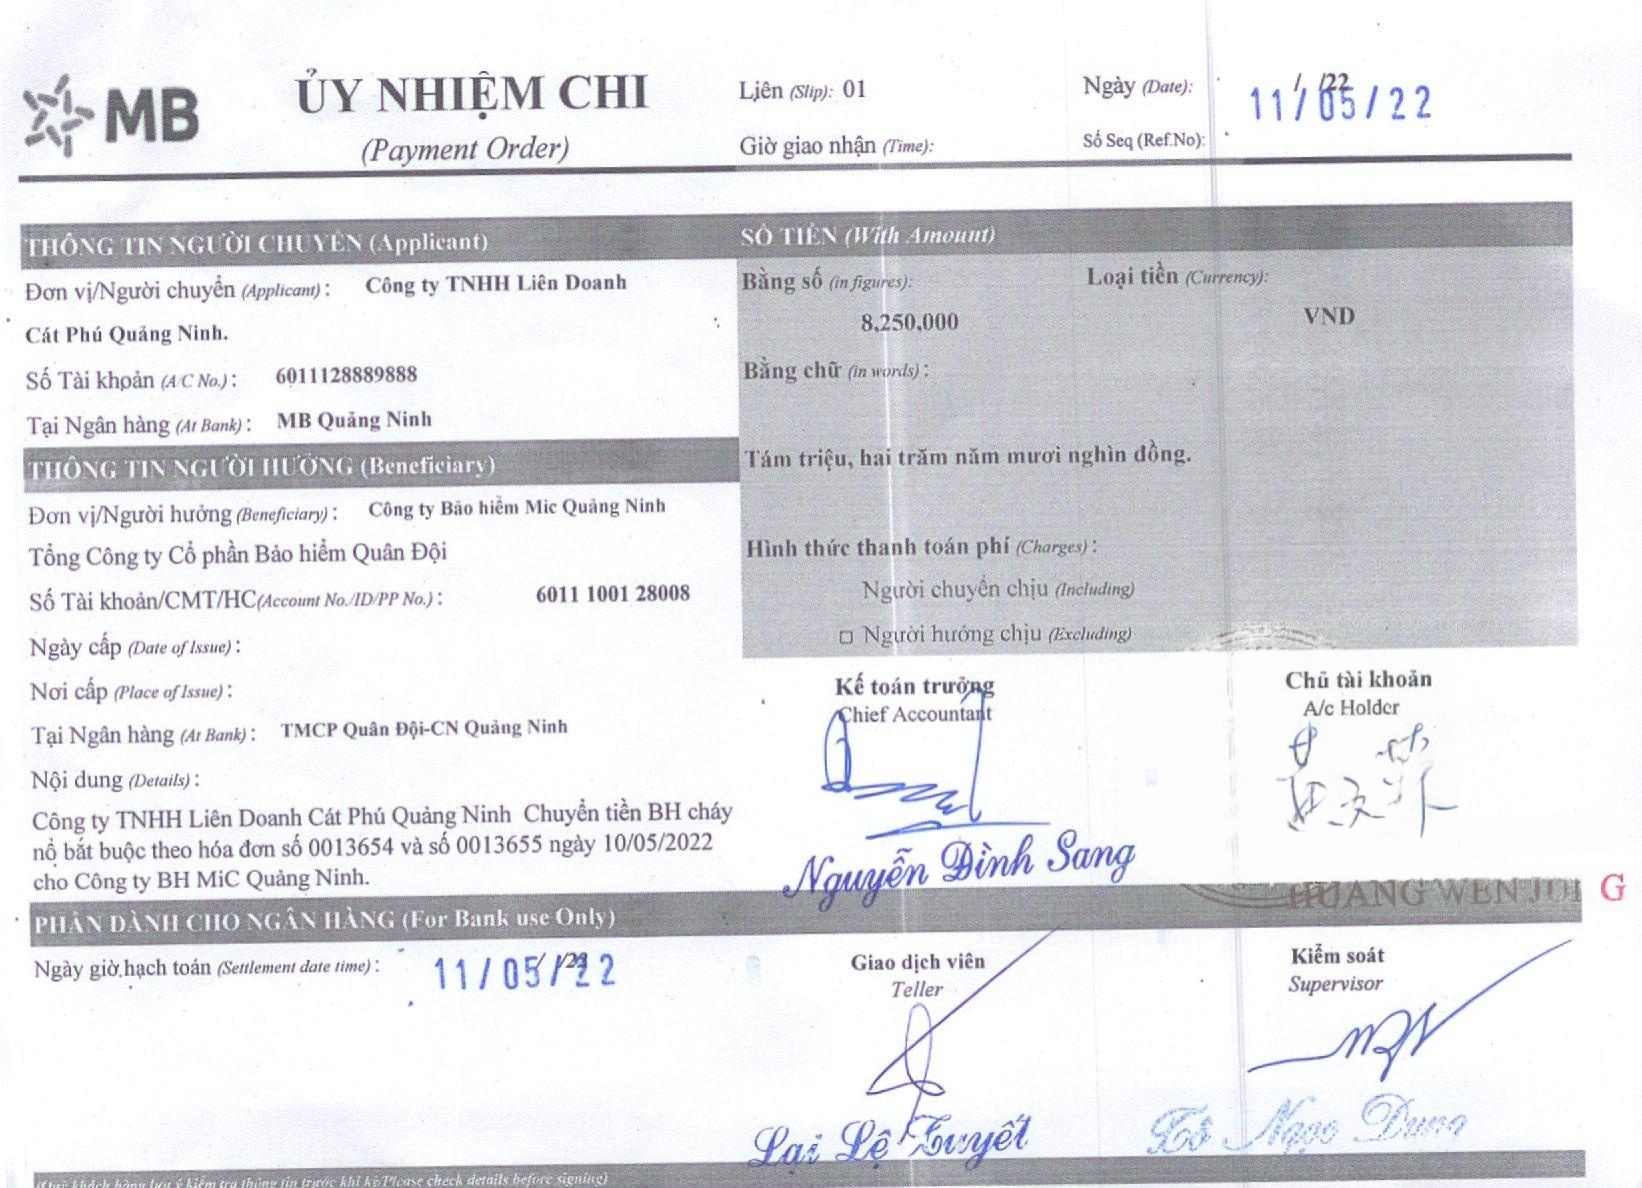 MB
ỦY NHIỆM CHI
(Payment Order)
Liên (Slip): 01
Giờ giao nhận (Time):
Ngày (Date): 11/05/22
Số Seq (Ref.No):
THÔNG TIN NGƯỜI CHUYỂN (Applicant)
Đơn vị/Người chuyển (Applicant): Công ty TNHH Liên Doanh
Cát Phú Quảng Ninh.
Số Tài khoản (A/C No.): 6011128889888
Tại Ngân hàng (At Bank): MB Quảng Ninh
SỐ TIỀN (With Amount)
Bằng số (in figures): Loại tiền (Currency):
8,250,000 VND
Bằng chữ (in words):
Tám triệu, hai trăm năm mươi nghìn đồng.
Hình thức thanh toán phí (Charges):
Người chuyển chịu (Including)
Người hưởng chịu (Excluding)
THÔNG TIN NGƯỜI HƯỞNG (Beneficiary)
Đơn vị/Người hưởng (Beneficiary): Công ty Bảo hiểm Mic Quảng Ninh
Tổng Công ty Cổ phần Bảo hiểm Quân Đội
Số Tài khoản/CMT/HC(Account No./ID/PP No.): 6011 1001 28008
Ngày cấp (Date of Issue):
Nơi cấp (Place of Issue):
Tại Ngân hàng (At Bank): TMCP Quân Đội-CN Quảng Ninh
Nội dung (Details):
Công ty TNHH Liên Doanh Cát Phú Quảng Ninh Chuyển tiền BH cháy
nổ bắt buộc theo hóa đơn số 0013654 và số 0013655 ngày 10/05/2022
cho Công ty BH MiC Quảng Ninh.
Kế toán trưởng
Chief Accountant
Nguyễn Đình Sang
Chủ tài khoản
A/c Holder
HUANG WEN JUI G
PHẦN DÀNH CHO NGÂN HÀNG (For Bank use Only)
Ngày giờ hạch toán (Settlement date time): 11/05/22
Giao dịch viên
Teller
Lại Lệ Tuyết
Kiểm soát
Supervisor
Tô Ngọc Dung
(Quý khách hàng lưu ý kiểm tra thông tin trước khi ký/Please check details before signing)